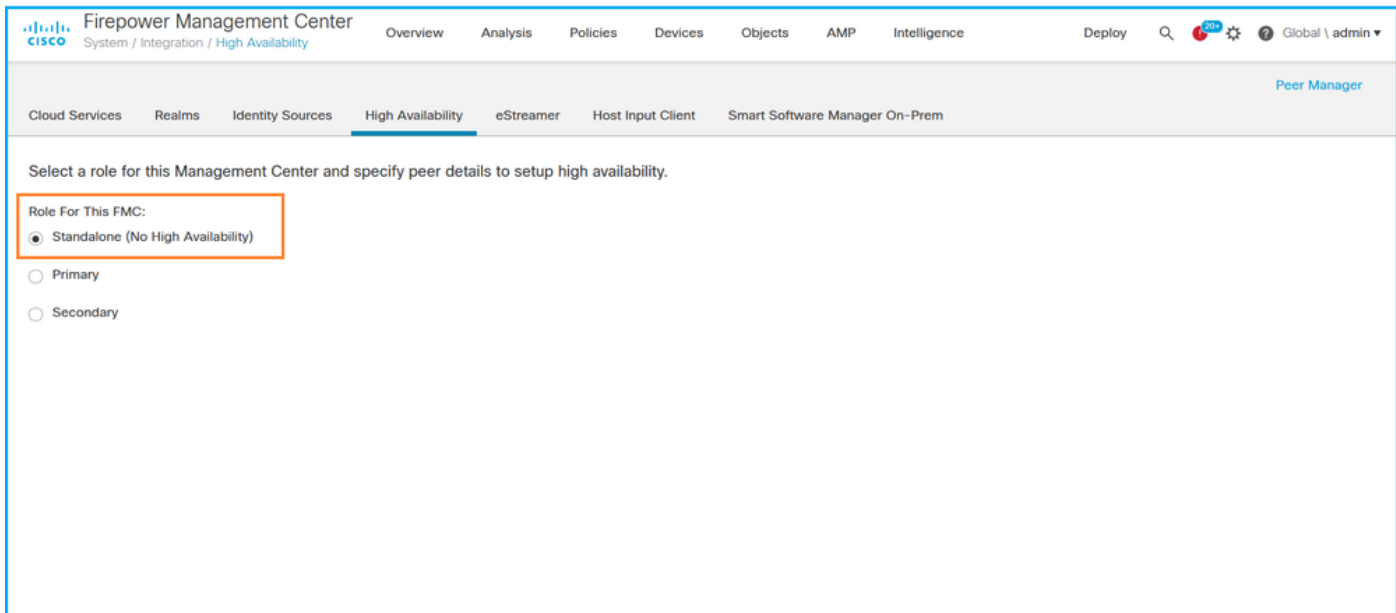 CISCO
Firepower Management Center
System / Integration / High Availability
Overview Analysis Policies Devices Objects AMP Intelligence Deploy 20+ Global \ admin
Peer Manager
Cloud Services Realms Identity Sources High Availability eStreamer Host Input Client Smart Software Manager On-Prem
Select a role for this Management Center and specify peer details to setup high availability.
Role For This FMC:
Standalone (No High Availability)
Primary
Secondary